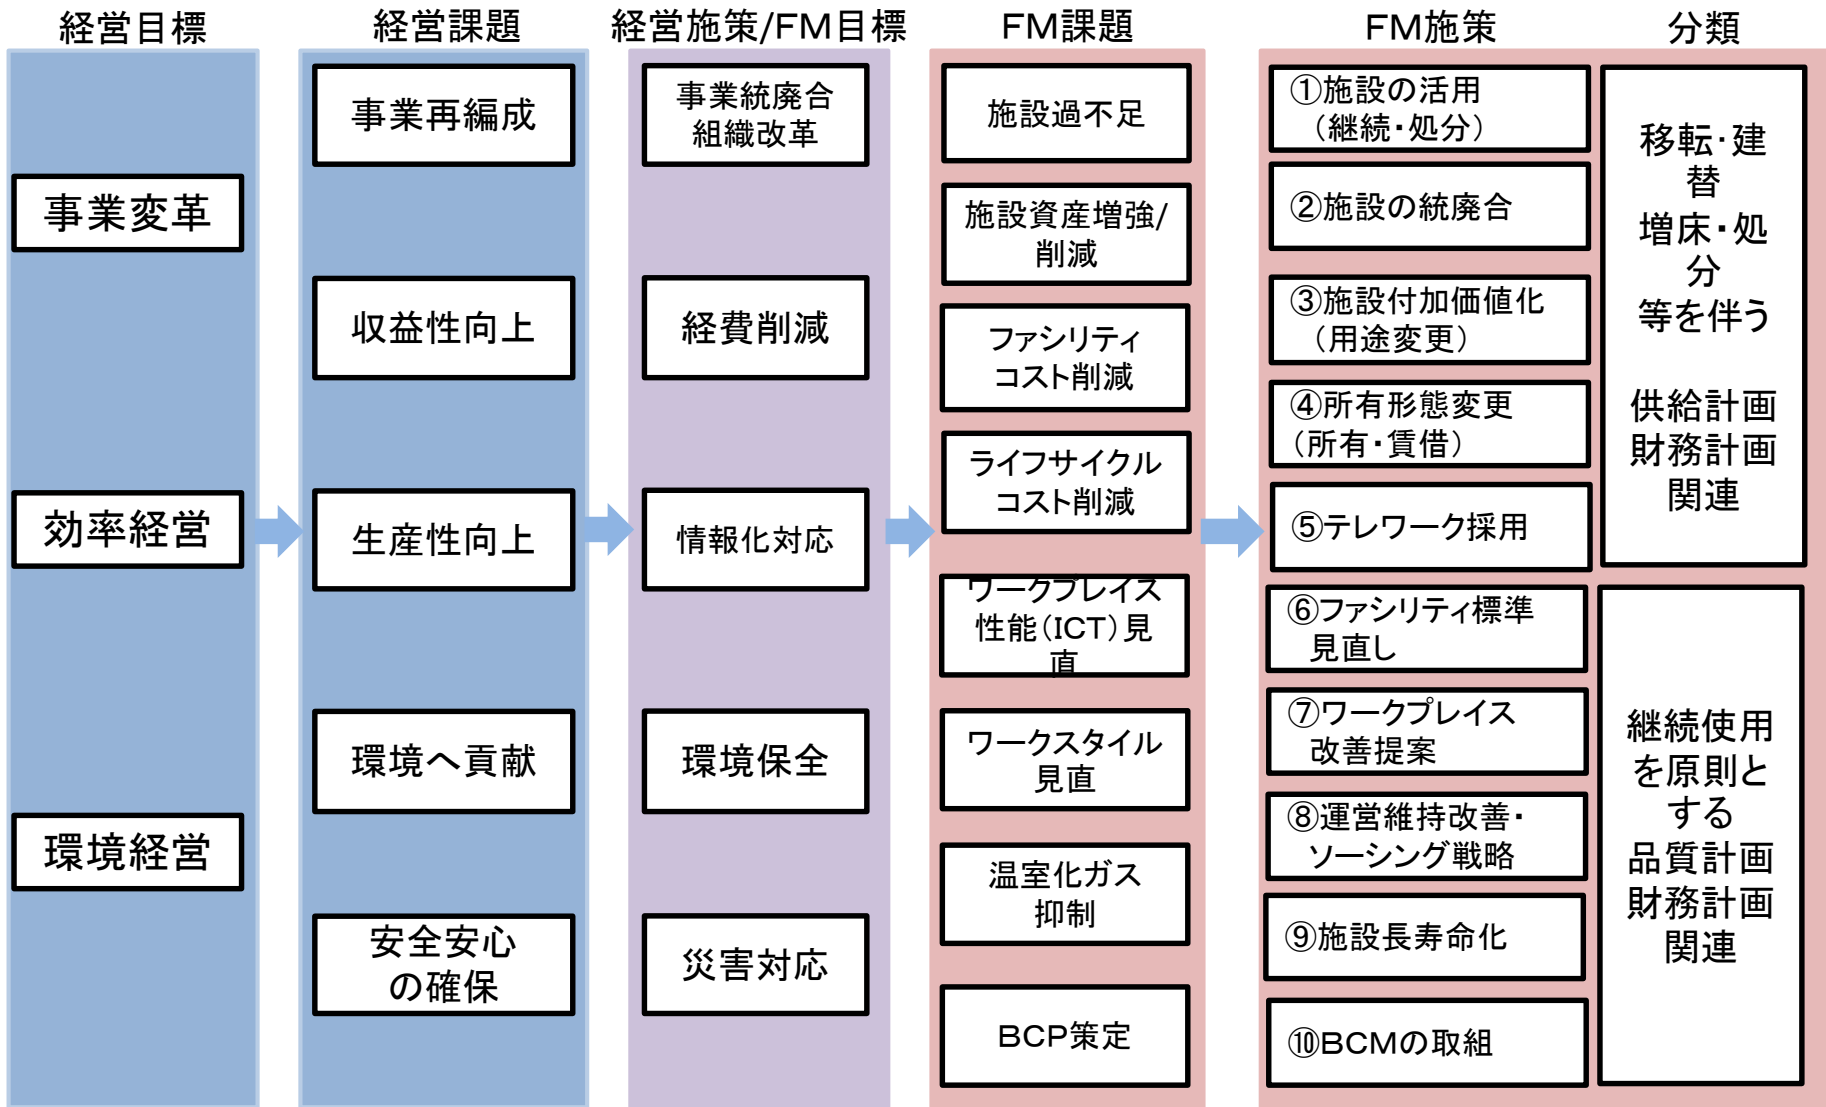 経営目標
経営課題
経営施策/FM目標
FM課題
FM施策
分類
事業変革
効率経営
環境経営
事業再編成
収益性向上
生産性向上
環境へ貢献
安全安心
の確保
事業統廃合
組織改革
経費削減
情報化対応
環境保全
災害対応
施設過不足
施設資産増強/
削減
ファシリティ
コスト削減
ライフサイクル
コスト削減
ワークプレイス
性能(ICT)見
直
ワークスタイル
見直
温室化ガス
抑制
BCP策定
①施設の活用
(継続・処分)
②施設の統廃合
③施設付加価値化
(用途変更)
④所有形態変更
(所有・賃借)
⑤テレワーク採用
⑥ファシリティ標準
見直し
⑦ワークプレイス
改善提案
⑧運営維持改善・
ソーシング戦略
⑨施設長寿命化
⑩BCMの取組
移転・建
替
増床・処
分
等を伴う
供給計画
財務計画
関連
継続使用
を原則と
する
品質計画
財務計画
関連